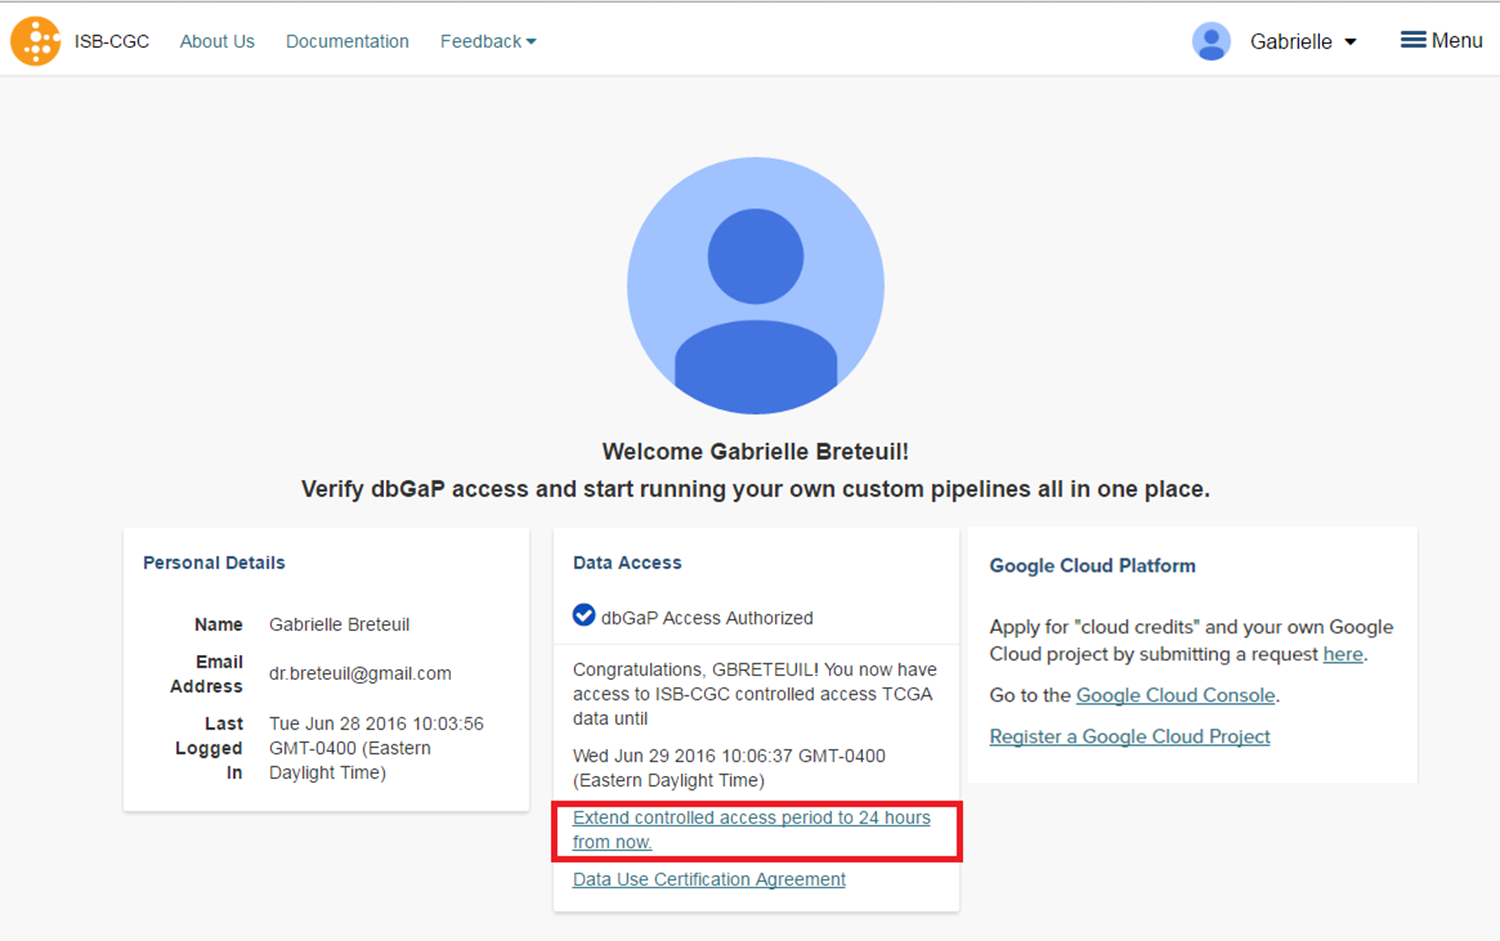 ISB-CGC About Us Documentation Feedback Gabrielle Menu
Welcome Gabrielle Breteuil!
Verify dbGaP access and start running your own custom pipelines all in one place.
Personal Details
Name Gabrielle Breteuil
Email
Address dr.breteuil@gmail.com
Last Tue Jun 28 2016 10:03:56
Logged GMT-0400 (Eastern
In Daylight Time)
Data Access
dbGaP Access Authorized
Congratulations, GBRETEUIL! You now have
access to ISB-CGC controlled access TCGA
data until
Wed Jun 29 2016 10:06:37 GMT-0400
(Eastern Daylight Time)
Extend controlled access period to 24 hours
from now.
Data Use Certification Agreement
Google Cloud Platform
Apply for "cloud credits" and your own Google
Cloud project by submitting a request here.
Go to the Google Cloud Console.
Register a Google Cloud Project